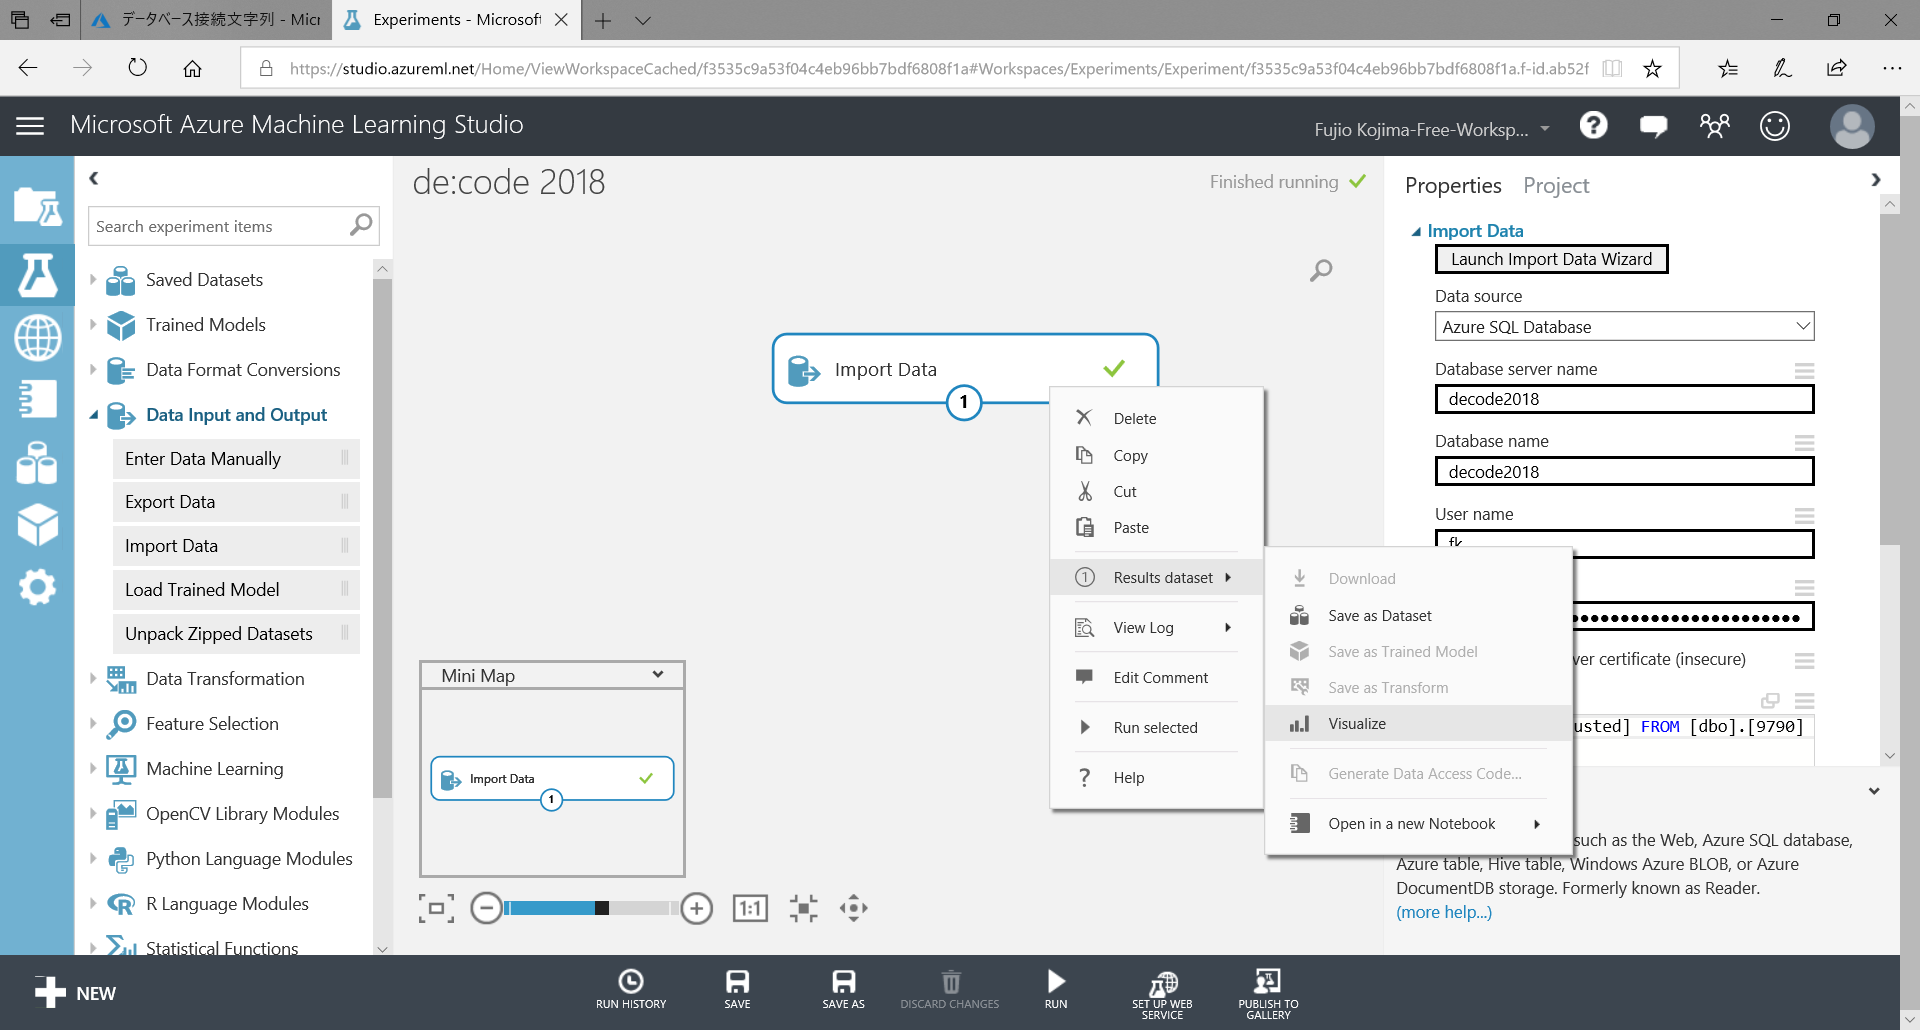 データベース接続文字列 - Micr
Experiments - Microsoft
https://studio.azureml.net/Home/ViewWorkspaceCached/f3535c9a53f04c4eb96bb7bdf6808f1a#Workspaces/Experiments/Experiment/f3535c9a53f04c4eb96bb7bdf6808f1a.f-id.ab52f
Microsoft Azure Machine Learning Studio
Fujio Kojima-Free-Worksp...
Search experiment items
Saved Datasets
Trained Models
Data Format Conversions
Data Input and Output
Enter Data Manually
Export Data
Import Data
Load Trained Model
Unpack Zipped Datasets
Data Transformation
Feature Selection
Machine Learning
OpenCV Library Modules
Python Language Modules
R Language Modules
Statistical Functions
de:code 2018
Finished running
Import Data
1
Delete
Copy
Cut
Paste
1 Results dataset
View Log
Edit Comment
Run selected
? Help
Download
Save as Dataset
Save as Trained Model
Save as Transform
Visualize
Generate Data Access Code...
Open in a new Notebook
Mini Map
Import Data
1
1:1
Properties Project
Import Data
Launch Import Data Wizard
Data source
Azure SQL Database
Database server name
decode2018
Database name
decode2018
User name
fk
ver certificate (insecure)
usted] FROM [dbo].[9790]
such as the Web, Azure SQL database,
Azure table, Hive table, Windows Azure BLOB, or Azure
DocumentDB storage. Formerly known as Reader.
(more help...)
NEW
RUN HISTORY
SAVE
SAVE AS
DISCARD CHANGES
RUN
SET UP WEB
SERVICE
PUBLISH TO
GALLERY